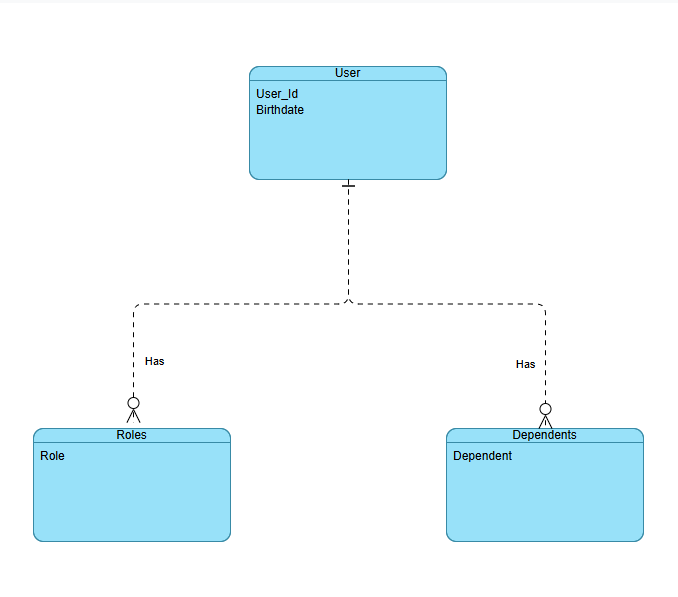 User
User_Id
Birthdate
Has
Has
Roles
Role
Dependents
Dependent